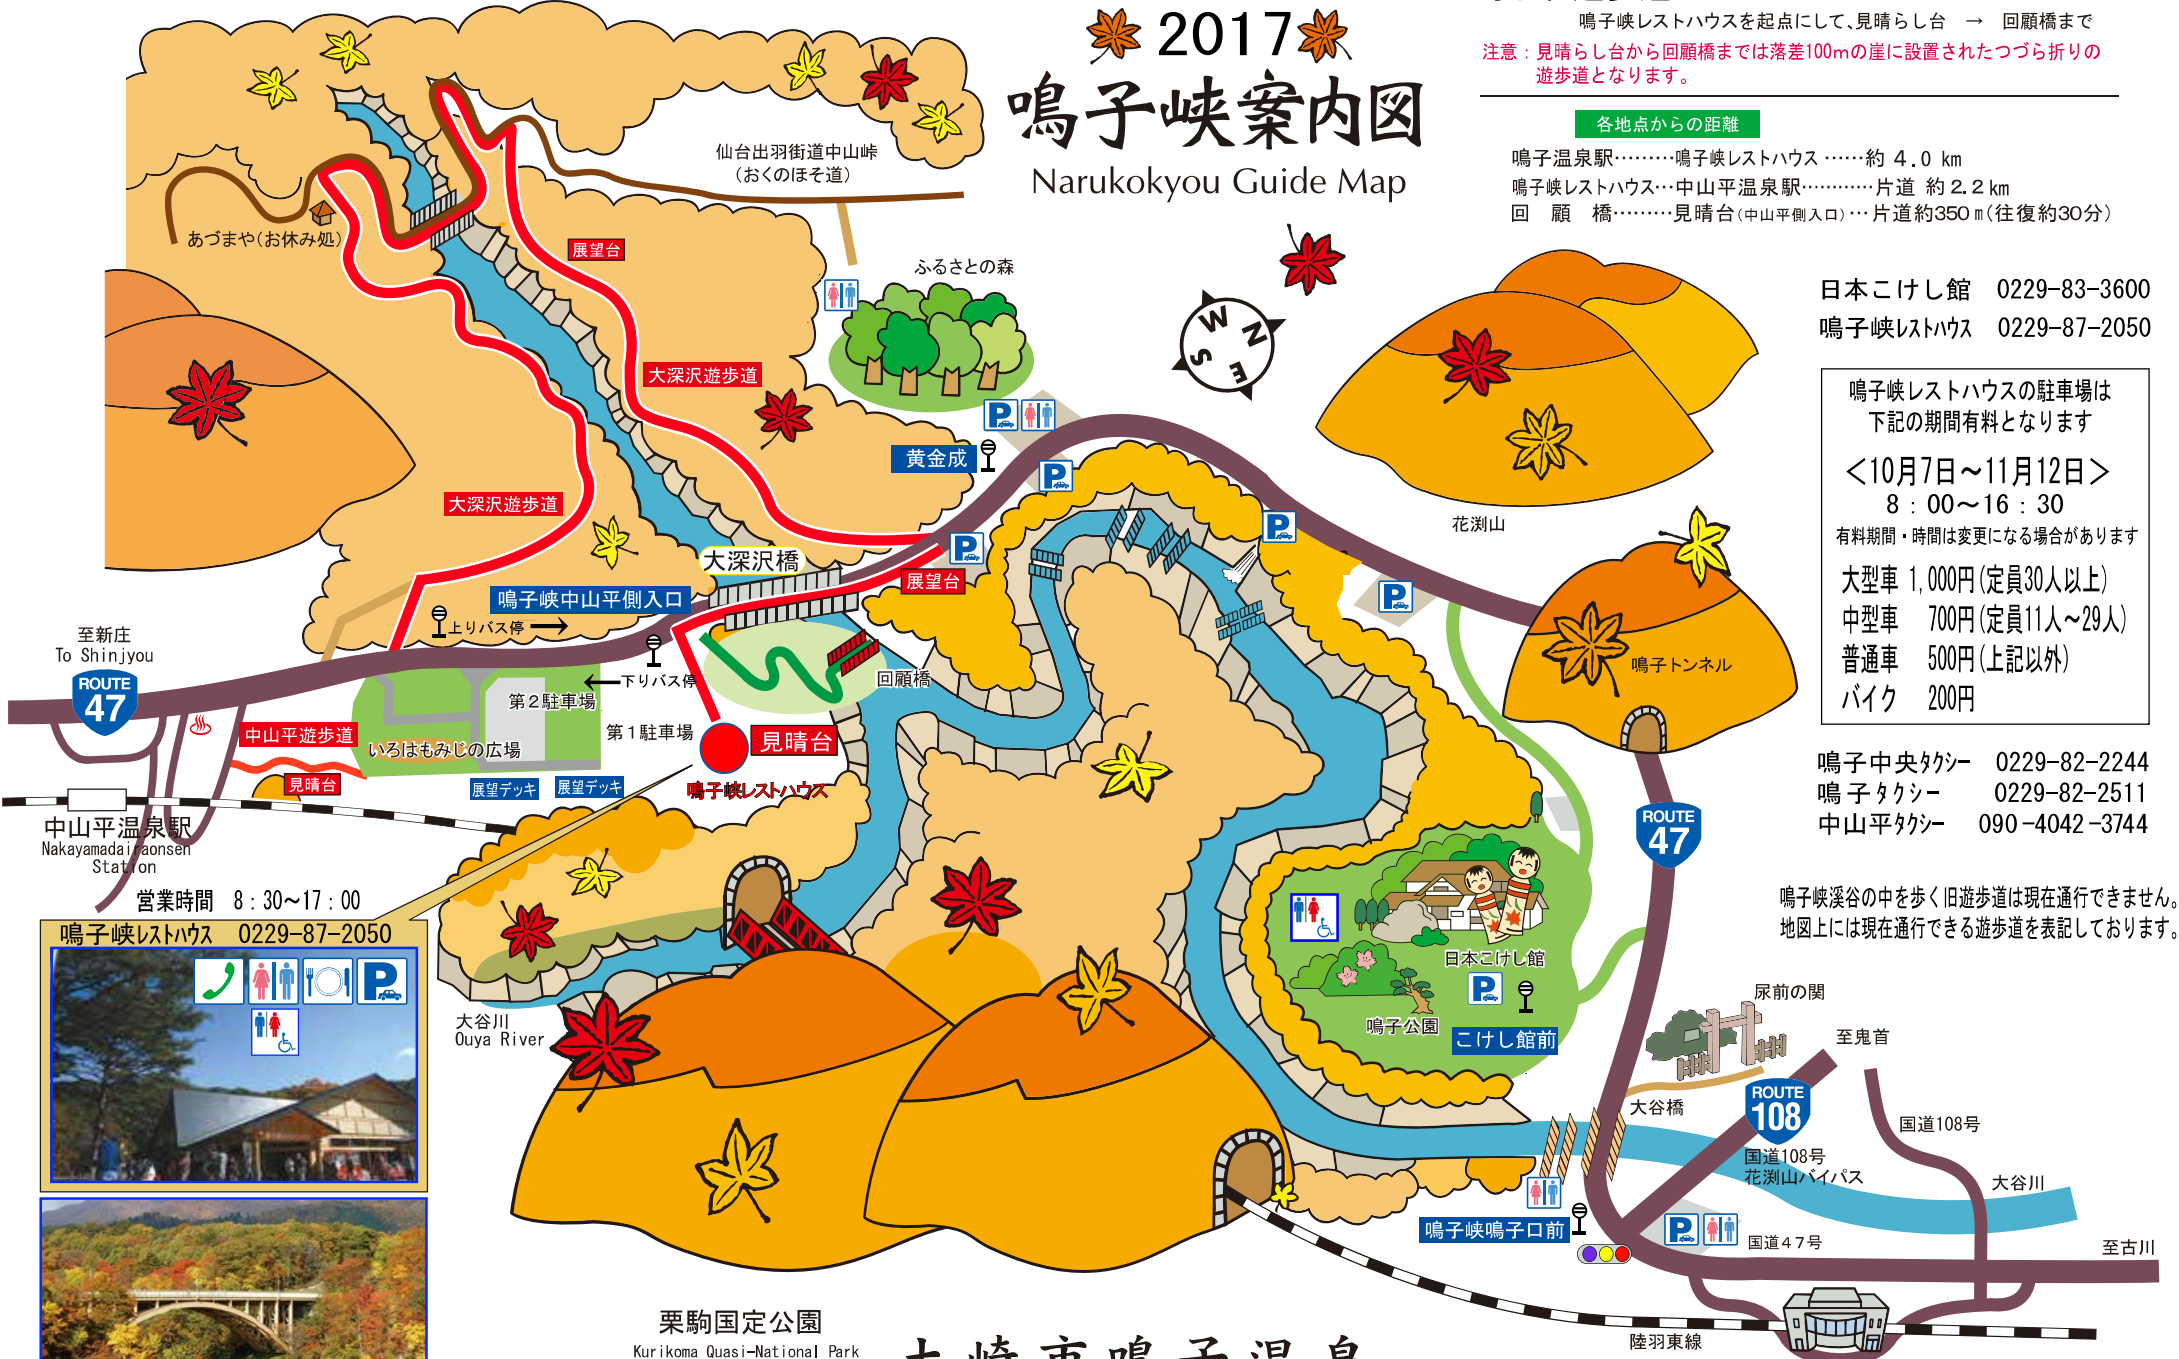 2017
鳴子峡案内図
Narukokyou Guide Map
鳴子峡レストハウスを起点にして、見晴らし台 → 回顧橋まで
注意：見晴らし台から回顧橋までは落差100mの崖に設置されたつづら折りの
遊歩道となります。
各地点からの距離
鳴子温泉駅………鳴子峡レストハウス……約 4.0 km
鳴子峡レストハウス…中山平温泉駅…………片道 約2.2km
回顧橋………見晴台(中山平側入口)…片道約350m(往復約30分)
仙台出羽街道中山峠
(おくのほそ道)
あづまや(お休み処)
展望台
ふるさとの森
大深沢遊歩道
W
N
S
E
日本こけし館 0229-83-3600
鳴子峡レストハウス 0229-87-2050
鳴子峡レストハウスの駐車場は
下記の期間有料となります
<10月7日～11月12日>
8：00～16：30
有料期間・時間は変更になる場合があります
大型車 1,000円(定員30人以上)
中型車 700円(定員11人～29人)
普通車 500円(上記以外)
バイク 200円
P
黄金成
P
大深沢遊歩道
P
P
花渕山
大深沢橋
展望台
P
鳴子峡中山平側入口
上りバス停→
至新庄
To Shinjyou
ROUTE
47
←下りバス停
回顧橋
鳴子トンネル
第2駐車場
第1駐車場
中山平遊歩道
いろはもみじの広場
見晴台
見晴台
展望デッキ
展望デッキ
鳴子峡レストハウス
中山平温泉駅
Nakayamadairaonsen
Station
ROUTE
47
鳴子中央タクシー 0229-82-2244
鳴子タクシー 0229-82-2511
中山平タクシー 090-4042-3744
鳴子峡渓谷の中を歩く旧遊歩道は現在通行できません。
地図上には現在通行できる遊歩道を表記しております。
営業時間 8：30～17：00
鳴子峡レストハウス 0229-87-2050
P
大谷川
Ouya River
日本こけし館
P
鳴子公園
こけし館前
尿前の関
至鬼首
大谷橋
ROUTE
108
国道108号
国道108号
花渕山バイパス
大谷川
鳴子峡鳴子口前
P
国道47号
至古川
陸羽東線
栗駒国定公園
Kurikoma Quasi-National Park
大崎市鳴子温泉